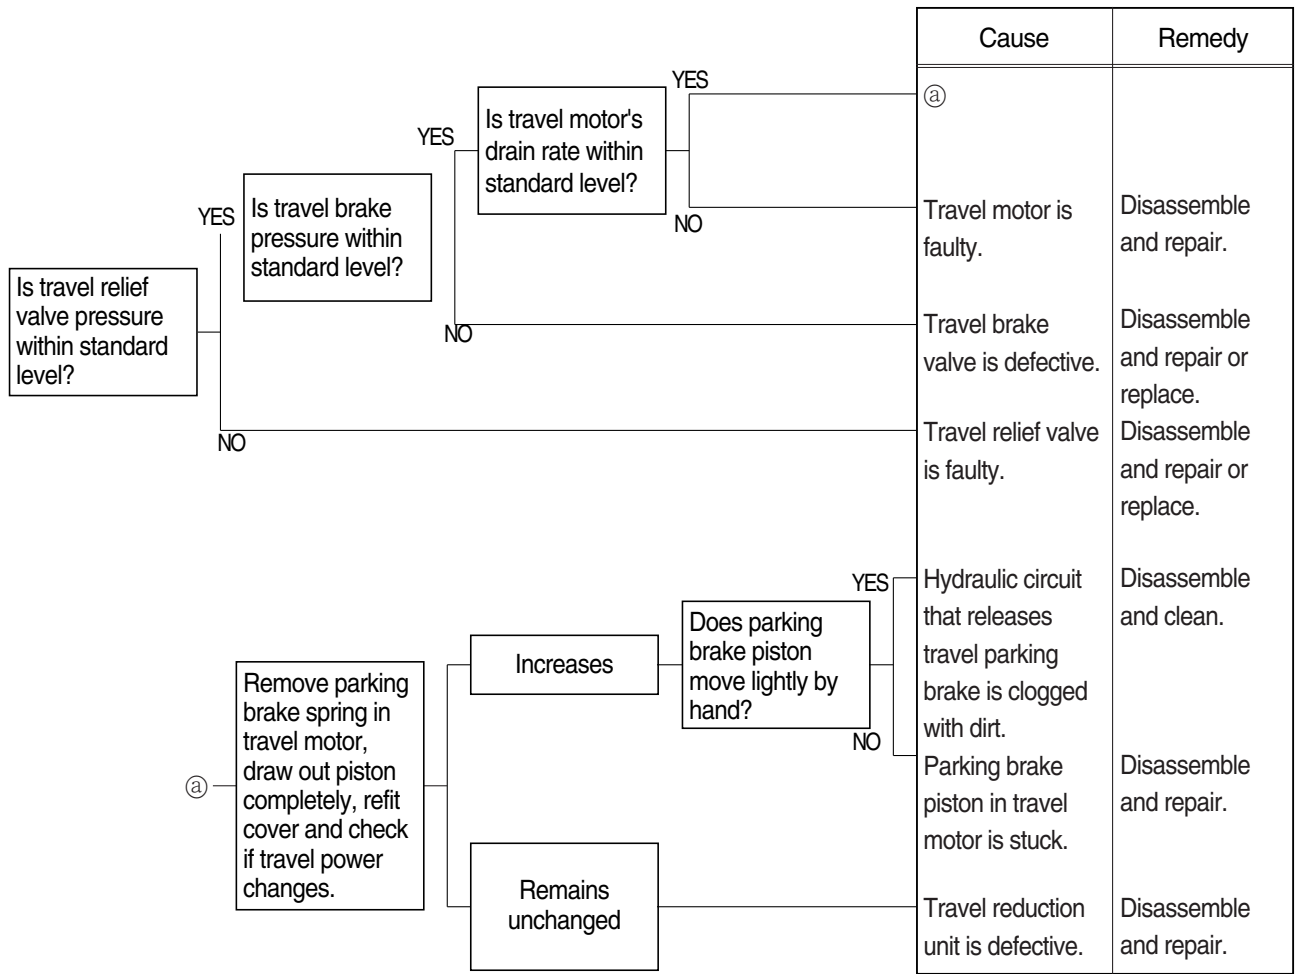 Cause
Remedy
YES
ⓐ
Is travel motor's
drain rate within
standard level?
YES
NO
Travel motor is
faulty.
Disassemble
and repair.
Is travel brake
pressure within
standard level?
YES
NO
Travel brake
valve is defective.
Disassemble
and repair or
replace.
Is travel relief
valve pressure
within standard
level?
NO
Travel relief valve
is faulty.
Disassemble
and repair or
replace.
ⓐ
Remove parking
brake spring in
travel motor,
draw out piston
completely, refit
cover and check
if travel power
changes.
Increases
Does parking
brake piston
move lightly by
hand?
YES
Hydraulic circuit
that releases
travel parking
brake is clogged
with dirt.
Disassemble
and clean.
NO
Parking brake
piston in travel
motor is stuck.
Disassemble
and repair.
Remains
unchanged
Travel reduction
unit is defective.
Disassemble
and repair.